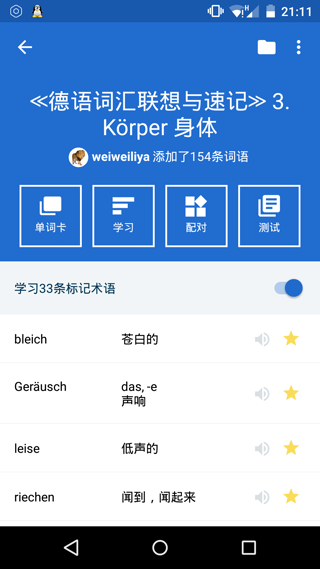 21:11
≪德语词汇联想与速记≫ 3.
Körper 身体
weiweiliya 添加了154条词语
单词卡 学习 配对 测试
学习33条标记术语
bleich 苍白的
Geräusch das, -e
声响
leise 低声的
riechen 闻到，闻起来